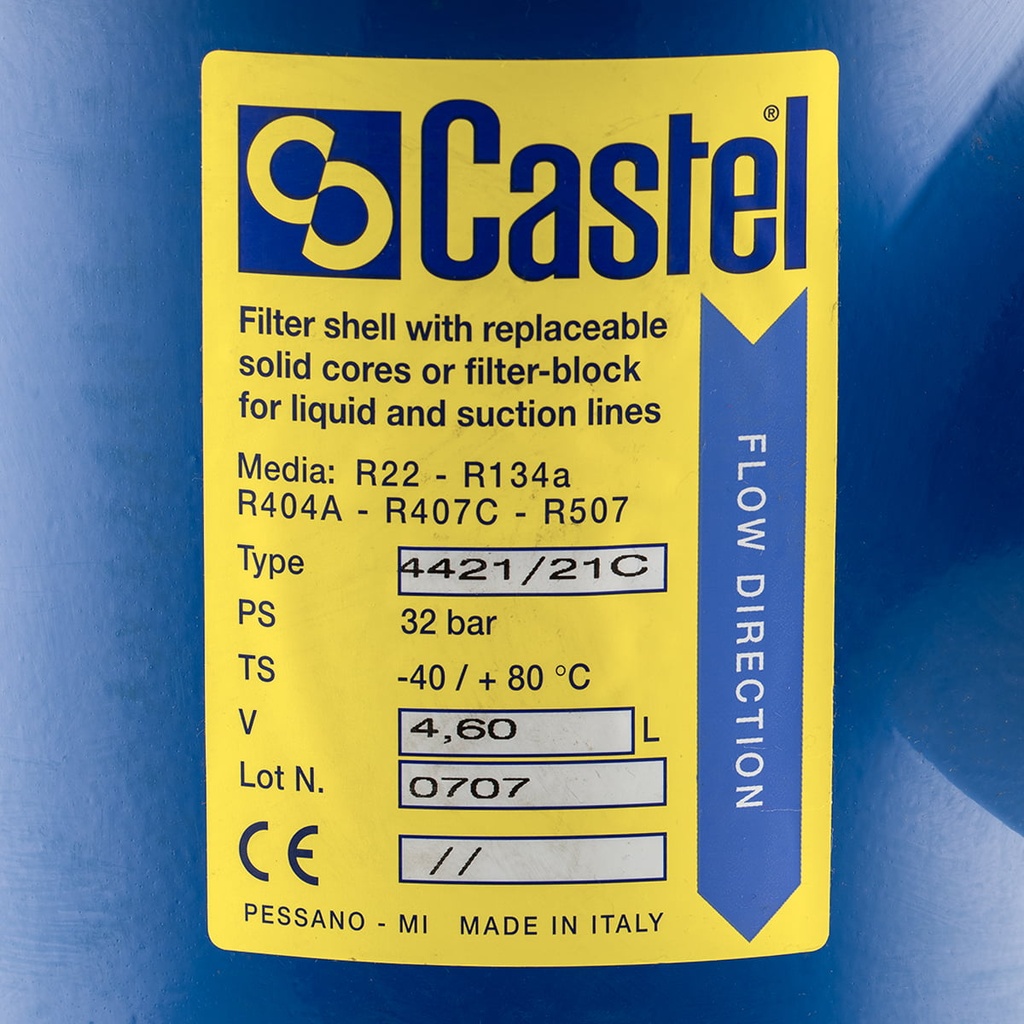 Castel®
Filter shell with replaceable
solid cores or filter-block
for liquid and suction lines
Media: R22 - R134a
R404A - R407C - R507
Type 4421/21C
PS 32 bar
TS -40 / + 80 °C
V 4,60 L
Lot N. 0707
CE //
PESSANO - MI MADE IN ITALY
FLOW DIRECTION